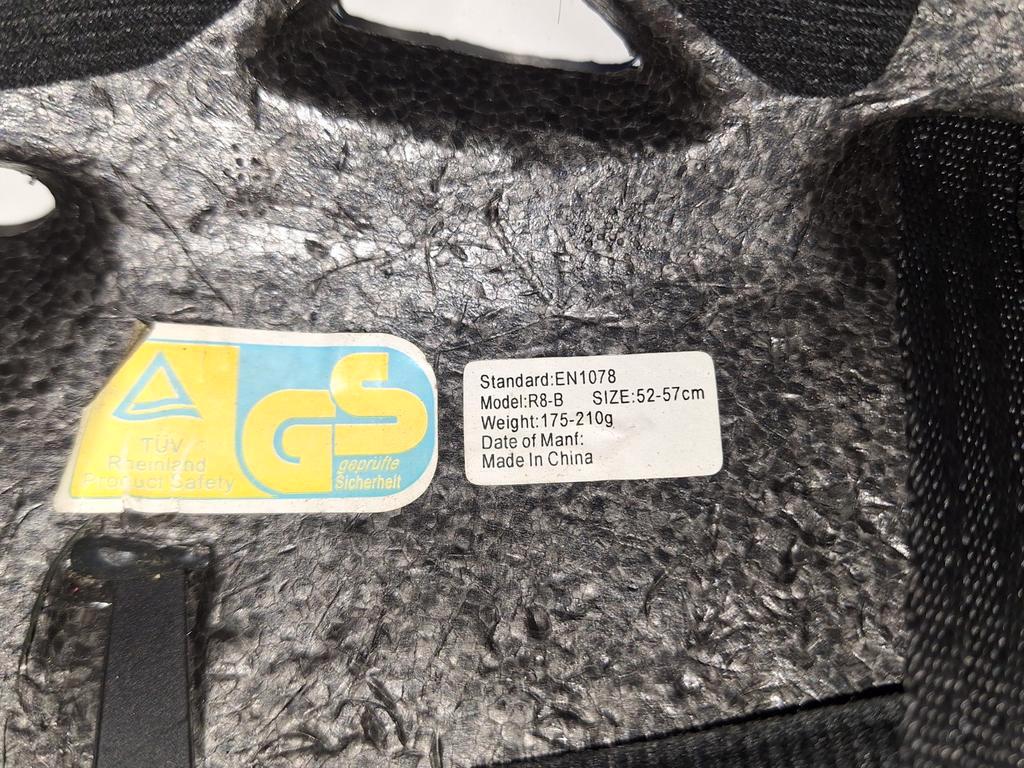 TÜV
Rheinland
Product Safety
GS
geprüfte
Sicherheit
Standard:EN1078
Model:R8-B SIZE:52-57cm
Weight:175-210g
Date of Manf:
Made In China